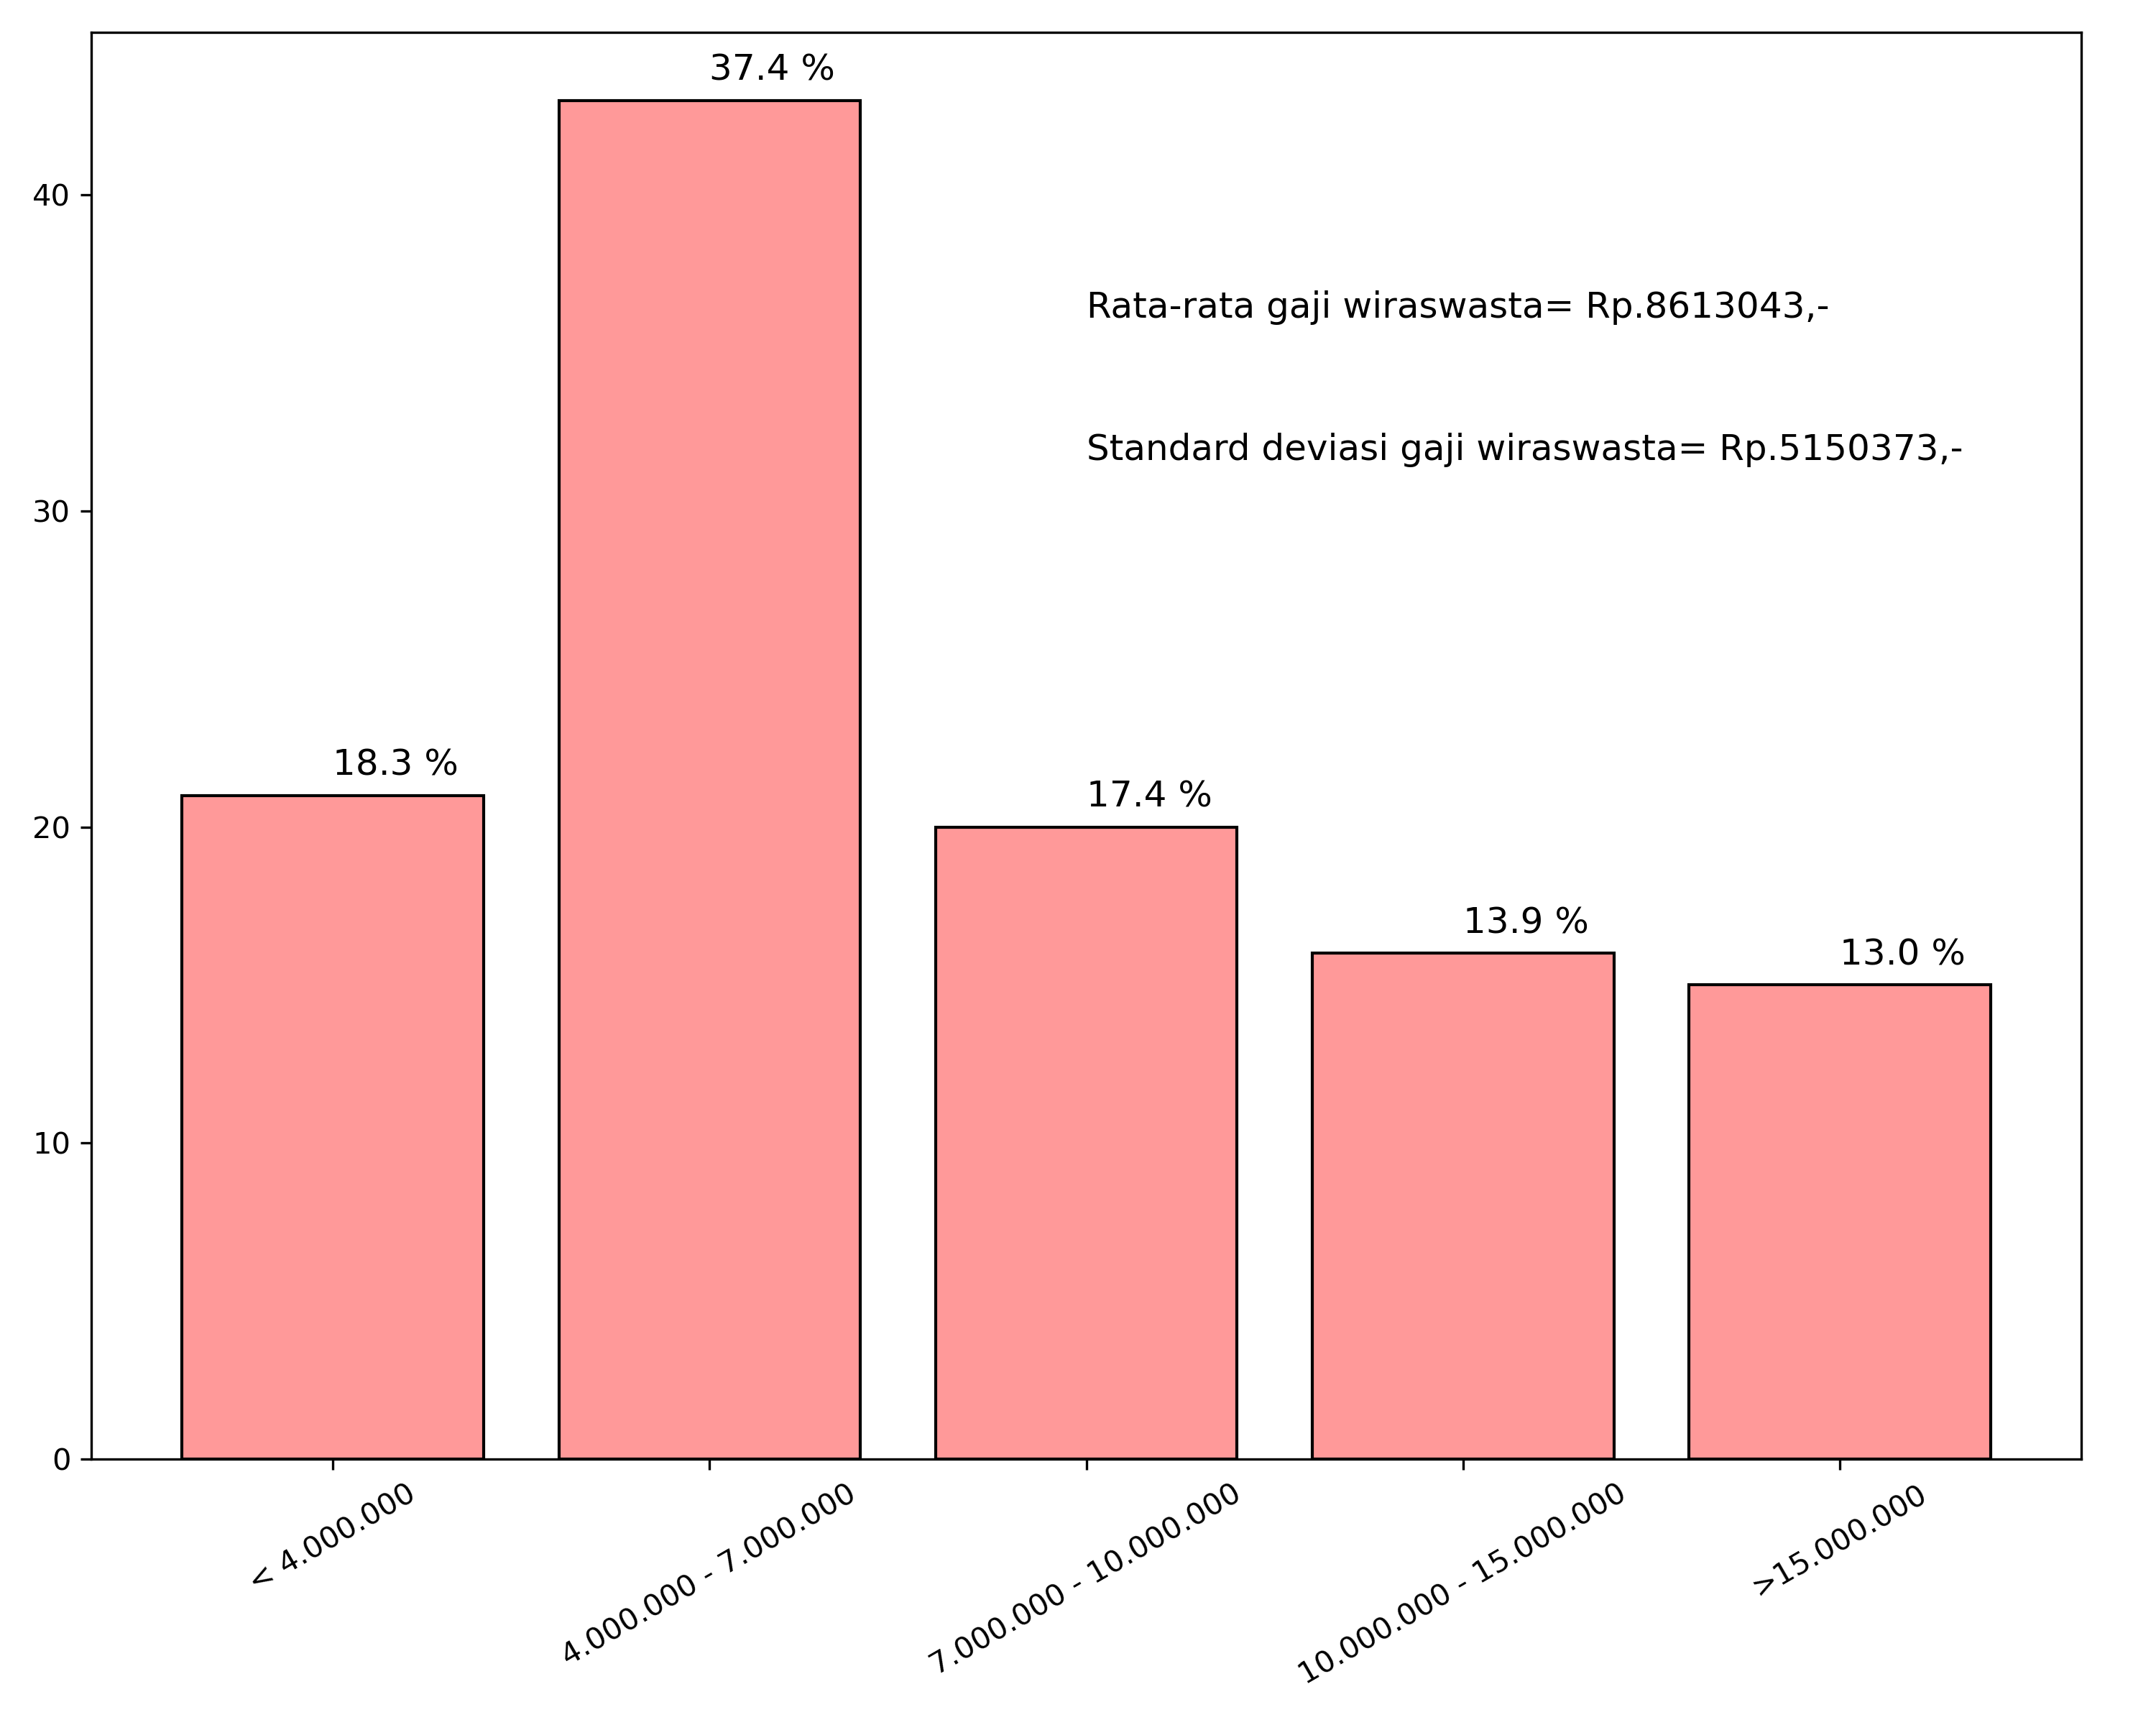 37.4 %
40
Rata-rata gaji wiraswasta= Rp.8613043,-
Standard deviasi gaji wiraswasta= Rp.5150373,-
30
18.3 %
17.4 %
20
13.9 %
13.0 %
10
0
< 4.000.000
4.000.000 - 7.000.000
7.000.000 - 10.000.000
10.000.000 - 15.000.000
>15.000.000